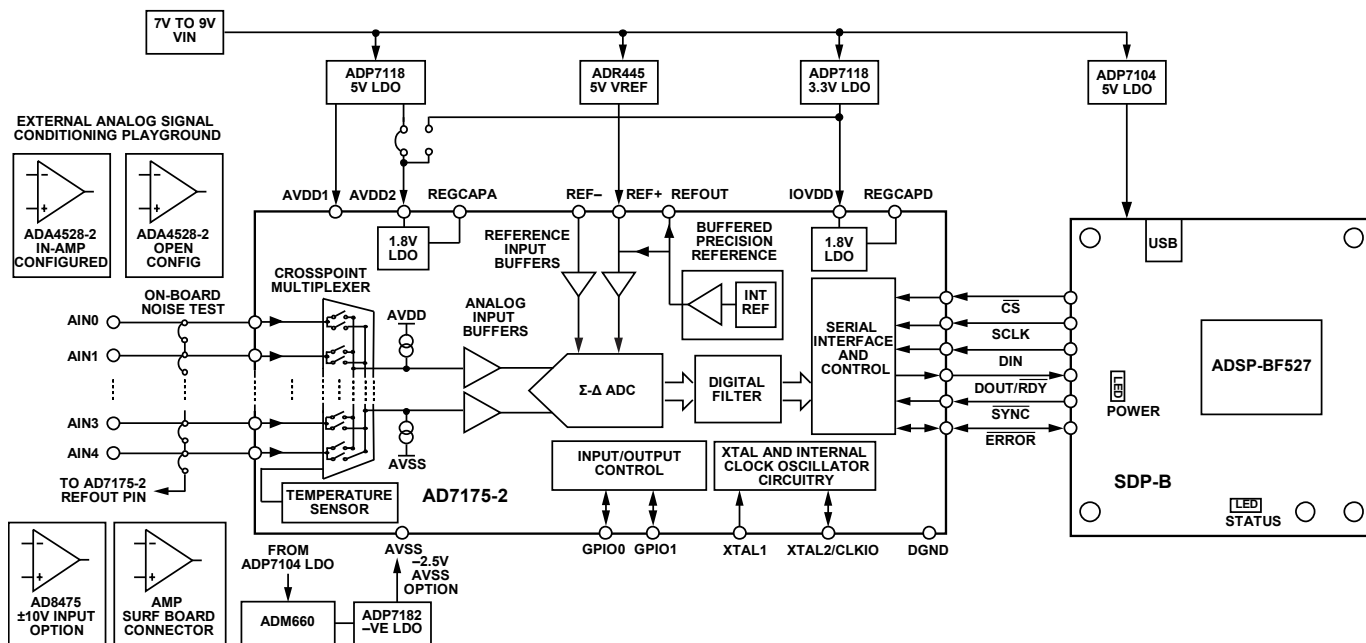 7V TO 9V
VIN
ADP7118
5V LDO
ADR445
5V VREF
ADP7118
3.3V LDO
ADP7104
5V LDO
EXTERNAL ANALOG SIGNAL
CONDITIONING PLAYGROUND
ADA4528-2
IN-AMP
CONFIGURED
ADA4528-2
OPEN
CONFIG
AVDD1
AVDD2
REGCAPA
REF–
REF+
REFOUT
IOVDD
REGCAPD
1.8V
LDO
REFERENCE
INPUT
BUFFERS
BUFFERED
PRECISION
REFERENCE
INT
REF
1.8V
LDO
USB
CROSSPOINT
MULTIPLEXER
ON-BOARD
NOISE TEST
AIN0
AIN1
AIN3
AIN4
TO AD7175-2
REFOUT PIN
AVDD
ANALOG
INPUT
BUFFERS
AVSS
Σ-Δ ADC
DIGITAL
FILTER
SERIAL
INTERFACE
AND
CONTROL
CS
SCLK
DIN
DOUT/RDY
SYNC
ERROR
LED
POWER
ADSP-BF527
SDP-B
LED
STATUS
TEMPERATURE
SENSOR
AD7175-2
INPUT/OUTPUT
CONTROL
XTAL AND INTERNAL
CLOCK OSCILLATOR
CIRCUITRY
AVSS
GPIO0
GPIO1
XTAL1
XTAL2/CLKIO
DGND
–2.5V
AVSS
OPTION
FROM
ADP7104 LDO
ADM660
ADP7182
–VE LDO
AD8475
±10V INPUT
OPTION
AMP
SURF BOARD
CONNECTOR